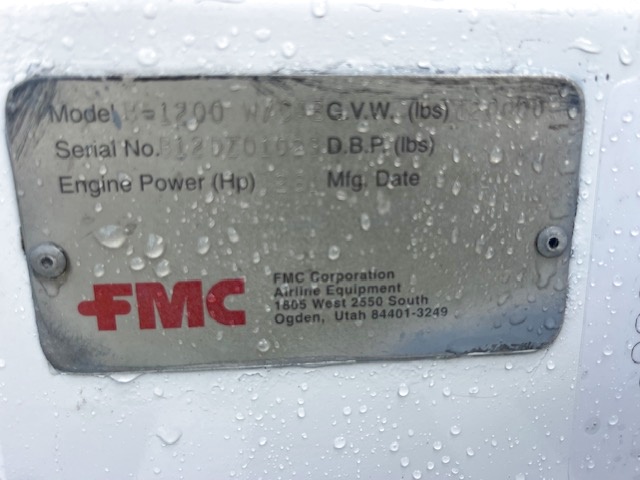 Model B-1200 G.V.W. (lbs)
Serial No. D.B.P. (lbs)
Engine Power (Hp) Mfg. Date
FMC
FMC Corporation
Airline Equipment
1805 West 2550 South
Ogden, Utah 84401-3249